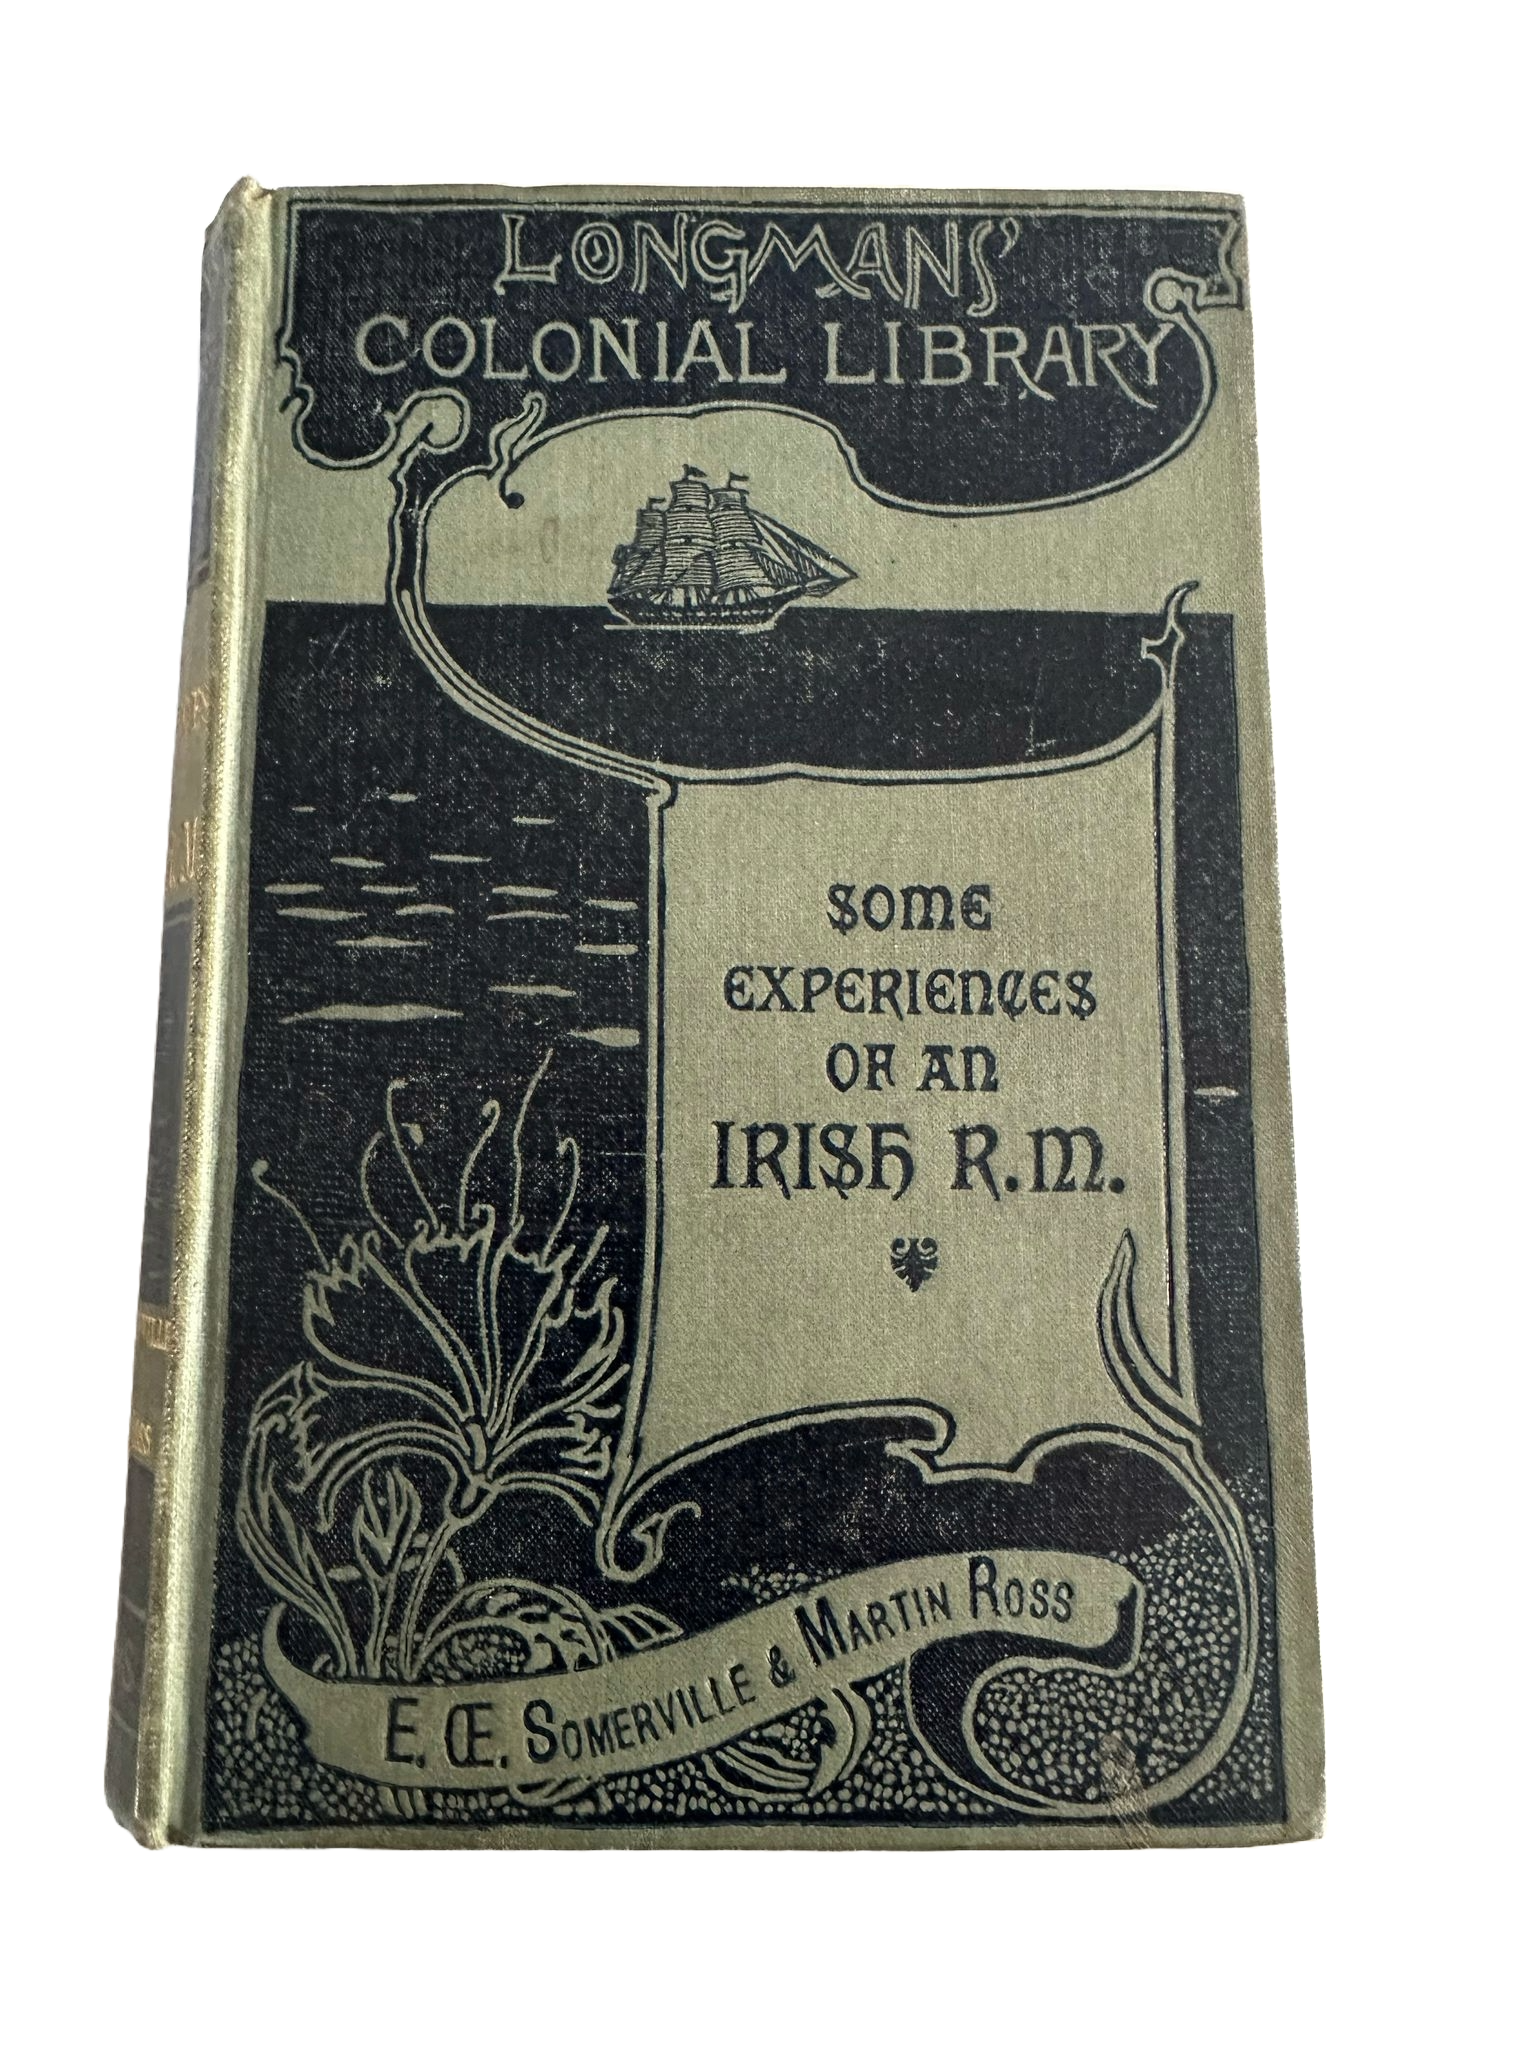 LONGMANS'
COLONIAL LIBRARY
SOME
EXPERIENCES
OF AN
IRISH R.M.
E. Œ. SOMERVILLE & MARTIN ROSS